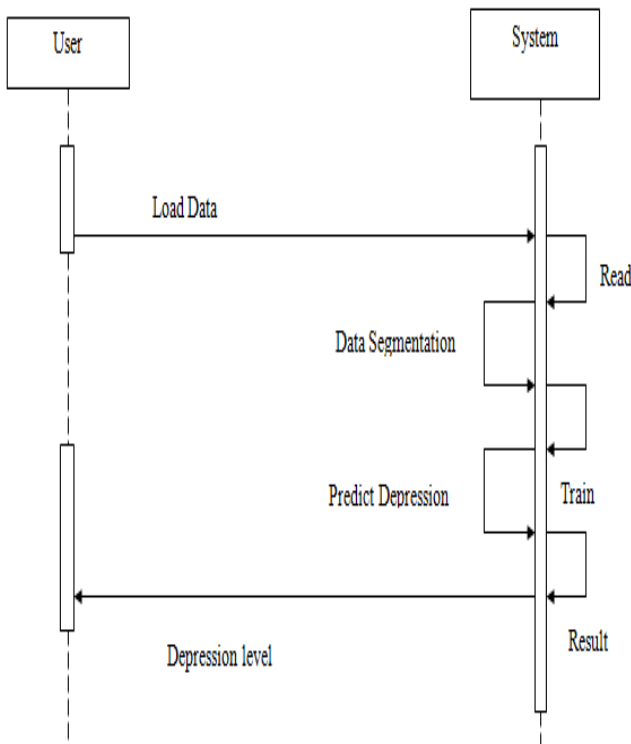 User
System
Load Data
Read
Data Segmentation
Predict Depression
Train
Result
Depression level